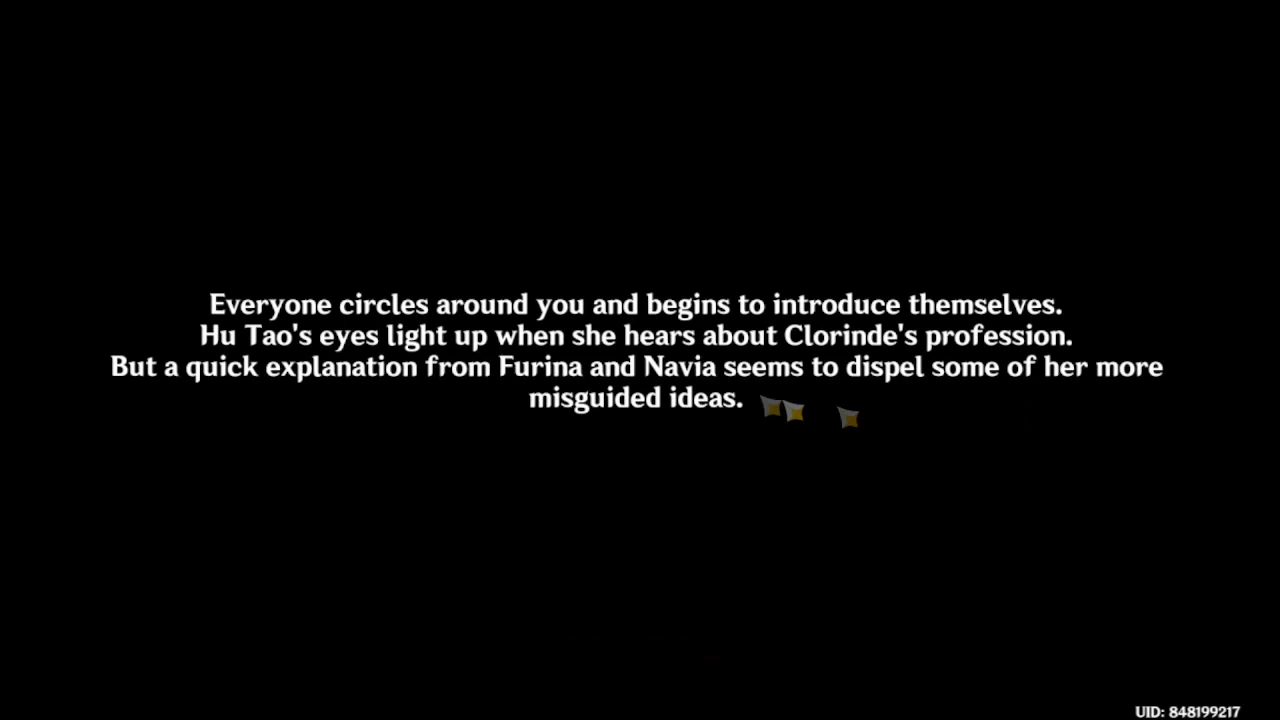 Everyone circles around you and begins to introduce themselves.
Hu Tao's eyes light up when she hears about Clorinde's profession.
But a quick explanation from Furina and Navia seems to dispel some of her more
misguided ideas.
UID: 848199217